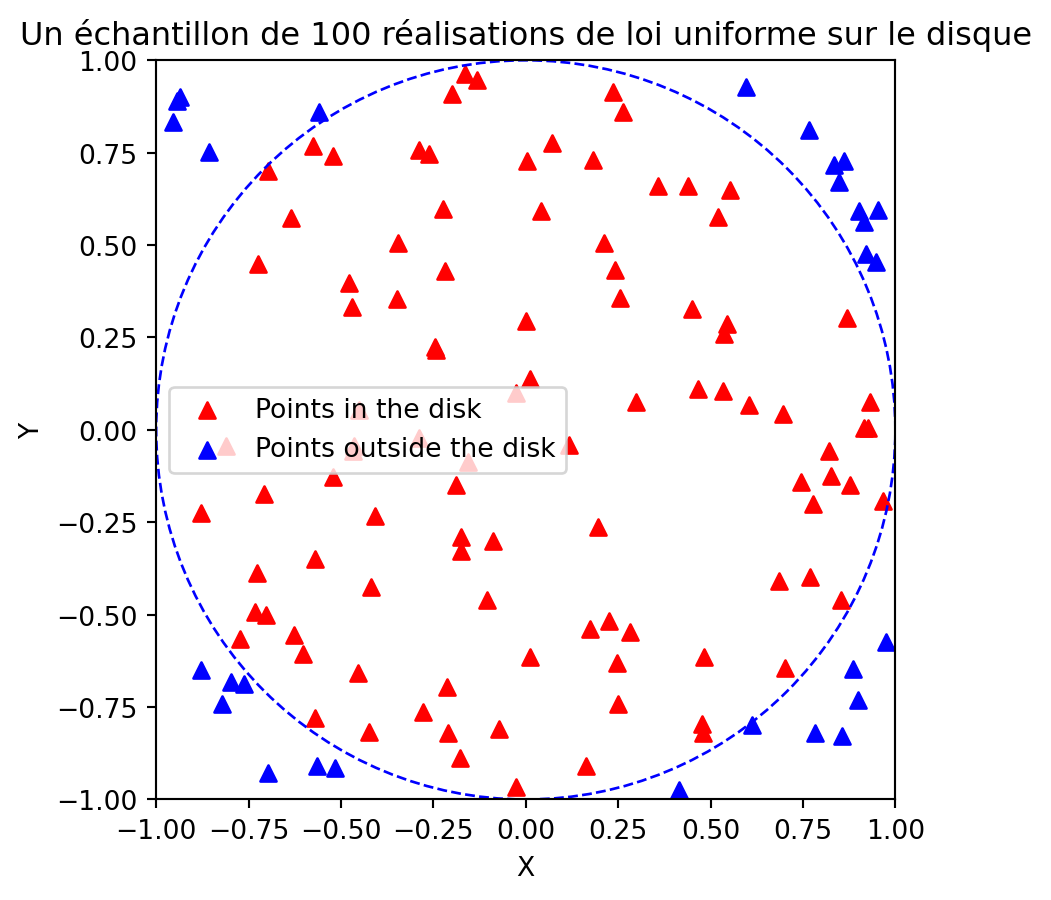 Un échantillon de 100 réalisations de loi uniforme sur le disque
1.00
0.75
0.50
0.25
0.00
−0.25
−0.50
−0.75
−1.00
Y
Points in the disk
Points outside the disk
−1.00 −0.75 −0.50 −0.25 0.00 0.25 0.50 0.75 1.00
X